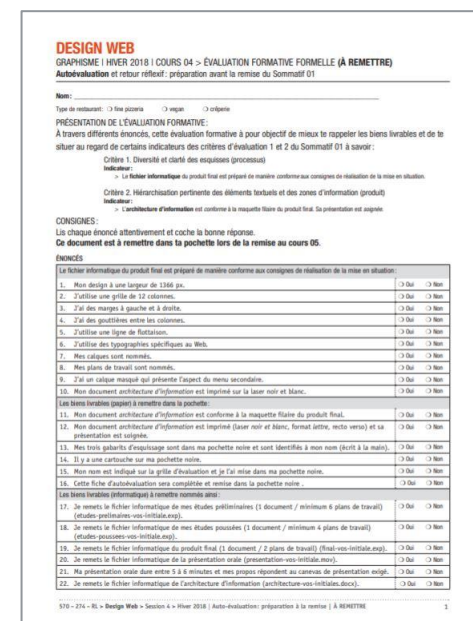 DESIGN WEB
GRAPHISME | HIVER 2018 | COURS 04 > ÉVALUATION FORMATIVE FORMELLE (À REMETTRE)
Autoévaluation et retour réflexif : préparation avant la remise du Sommatif 01
Nom :
Type de restaurant : fine pizzeria vegan crêperie
PRÉSENTATION DE L'ÉVALUATION FORMATIVE :
À travers différents énoncés, cette évaluation formative à pour objectif de mieux te rappeler les biens livrables et de te
situer au regard de certains indicateurs des critères d'évaluation 1 et 2 du Sommatif 01 à savoir :
Critère 1. Diversité et clarté des esquisses (processus)
Indicateur :
> Le fichier informatique du produit final est préparé de manière conforme aux consignes de réalisation de la mise en situation.
Critère 2. Hiérarchisation pertinente des éléments textuels et des zones d'information (produit)
Indicateur :
> L'architecture d'information est conforme à la maquette filaire du produit final. Sa présentation est soignée.
CONSIGNES :
Lis chaque énoncé attentivement et coche la bonne réponse.
Ce document est à remettre dans ta pochette lors de la remise au cours 05.
ÉNONCÉS
Le fichier informatique du produit final est préparé de manière conforme aux consignes de réalisation de la mise en situation :
1. Mon design à une largeur de 1366 px. Oui Non
2. J'utilise une grille de 12 colonnes. Oui Non
3. J'ai des marges à gauche et à droite. Oui Non
4. J'ai des gouttières entre les colonnes. Oui Non
5. J'utilise une ligne de flottaison. Oui Non
6. J'utilise des typographies spécifiques au Web. Oui Non
7. Mes calques sont nommés. Oui Non
8. Mes plans de travail sont nommés. Oui Non
9. J'ai un calque masqué qui présente l'aspect du menu secondaire. Oui Non
10. Mon document architecture d'information est imprimé sur la laser noir et blanc. Oui Non
Les biens livrables (papier) à remettre dans la pochette :
11. Mon document architecture d'information est conforme à la maquette filaire du produit final. Oui Non
12. Mon document architecture d'information est imprimé (laser noir et blanc, format lettre, recto verso) et sa Oui Non
présentation est soignée.
13. Mes trois gabarits d'esquissage sont dans ma pochette noire et sont identifiés à mon nom (écrit à la main). Oui Non
14. Il y a une cartouche sur ma pochette noire. Oui Non
15. Mon nom est indiqué sur la grille d'évaluation et je l'ai mise dans ma pochette noire. Oui Non
16. Cette fiche d'autoévaluation sera complétée et remise dans la pochette noire . Oui Non
Les biens livrables (informatique) à remettre nommés ainsi :
17. Je remets le fichier informatique de mes études préliminaires (1 document / minimum 6 plans de travail) Oui Non
(etudes-prelinaires-vos-initiale.exp).
18. Je remets le fichier informatique de mes études poussées (1 document / minimum 4 plans de travail) Oui Non
(etudes-poussees-vos-initiale.exp).
19. Je remets le fichier informatique du produit final (1 document / 2 plans de travail) (final-vos-initiale.exp). Oui Non
20. Je remets le fichier informatique de la présentation orale (presentation-vos-initiale.mov). Oui Non
21. Ma présentation orale dure entre 5 à 6 minutes et mes propos répondent au canevas de présentation exigé. Oui Non
22. Je remets le fichier informatique de l'architecture d'information (architecture-vos-initiales.docx). Oui Non
570 – 274 – RL > Design Web > Session 4 > Hiver 2018 | Auto-évaluation : préparation à la remise | À REMETTRE 1